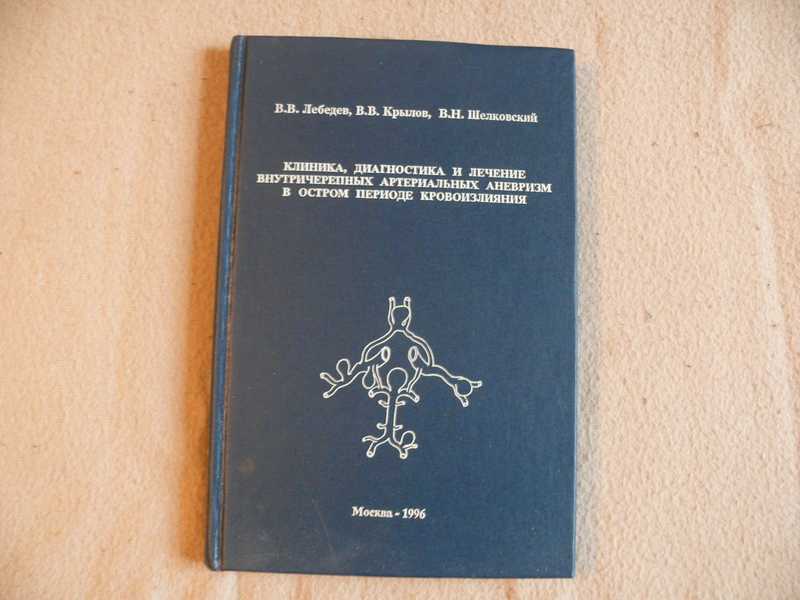 В.В. Лебедев, В.В. Крылов, В.Н. Шелковский
КЛИНИКА, ДИАГНОСТИКА И ЛЕЧЕНИЕ
ВНУТРИЧЕРЕПНЫХ АРТЕРИАЛЬНЫХ АНЕВРИЗМ
В ОСТРОМ ПЕРИОДЕ КРОВОИЗЛИЯНИЯ
Москва - 1996